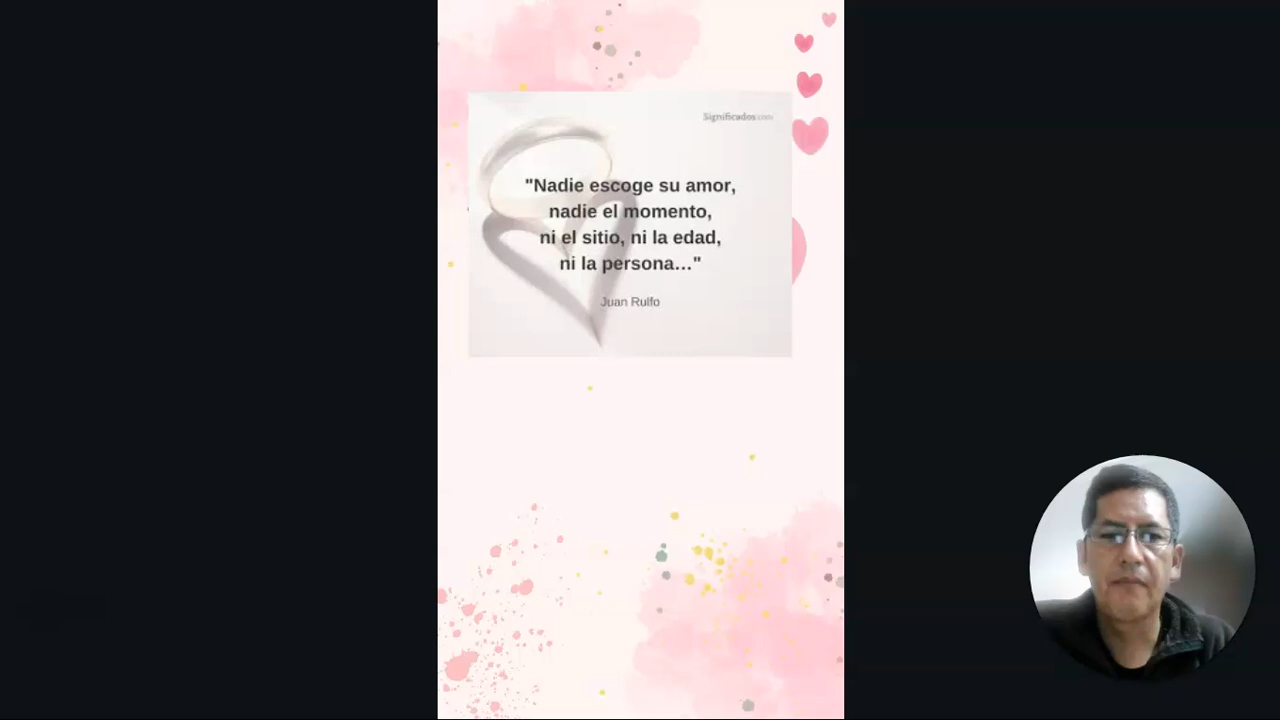 Significados.com
"Nadie escoge su amor,
nadie el momento,
ni el sitio, ni la edad,
ni la persona…"
Juan Rulfo